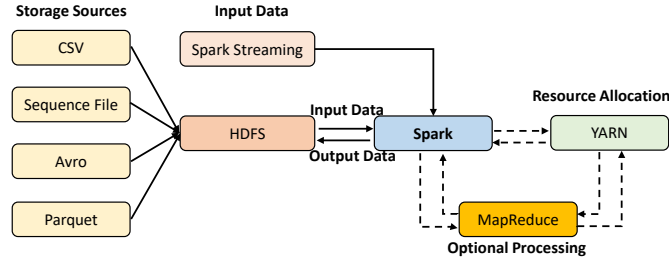 Storage Sources
Input Data
CSV
Spark Streaming
Sequence File
Resource Allocation
Input Data
HDFS
Spark
YARN
Output Data
Avro
Parquet
MapReduce
Optional Processing